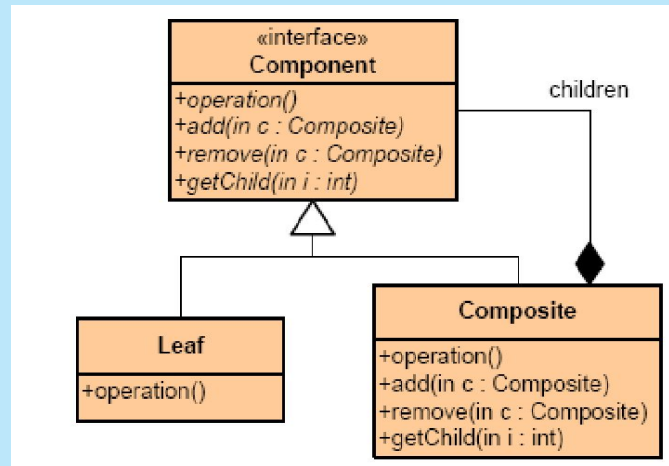 «interface»
Component
+operation()
+add(in c : Composite)
+remove(in c : Composite)
+getChild(in i : int)
children
Leaf
+operation()
Composite
+operation()
+add(in c : Composite)
+remove(in c : Composite)
+getChild(in i : int)